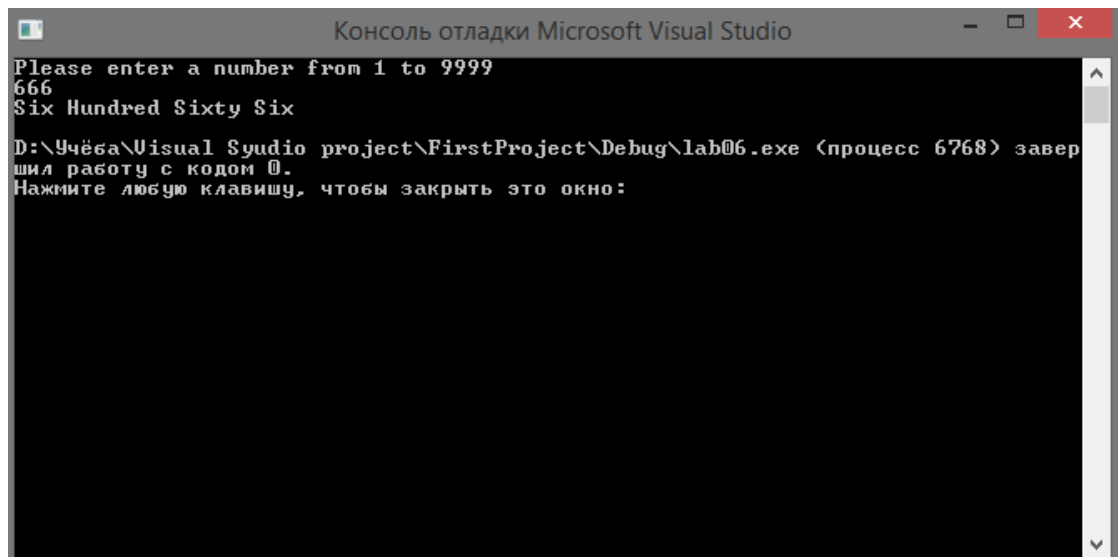 Консоль отладки Microsoft Visual Studio
Please enter a number from 1 to 9999
666
Six Hundred Sixty Six
D:\Учёба\Visual Syudio project\FirstProject\Debug\lab06.exe (процесс 6768) завер
шил работу с кодом 0.
Нажмите любую клавишу, чтобы закрыть это окно: